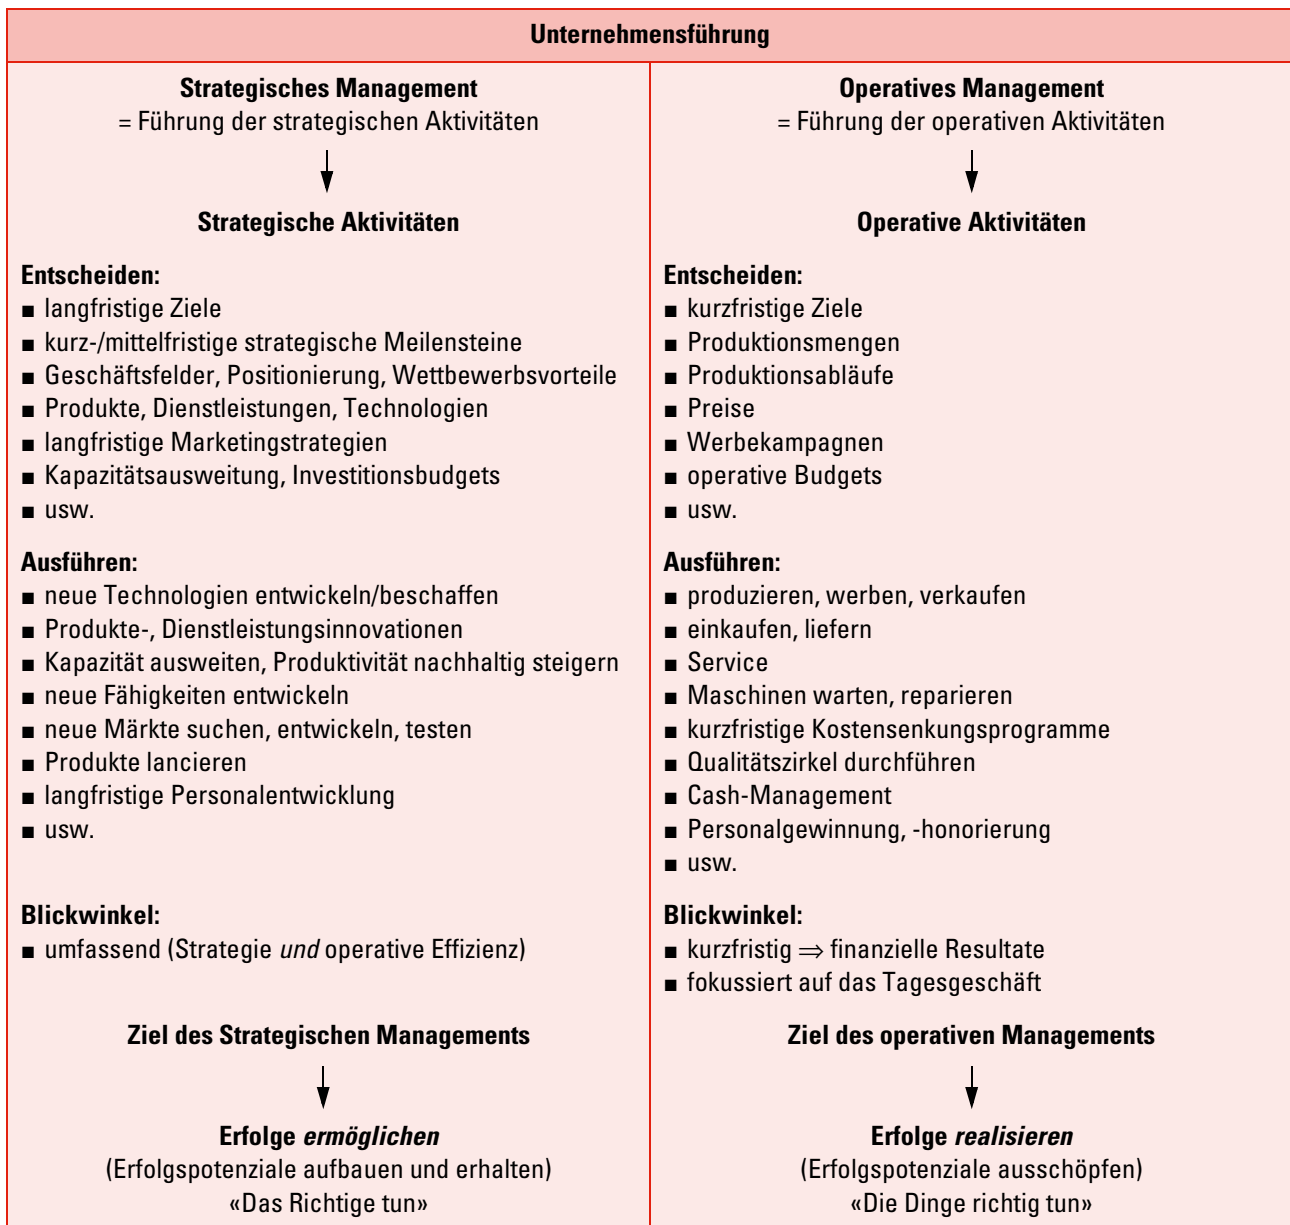 Unternehmensführung
Strategisches Management
= Führung der strategischen Aktivitäten
Strategische Aktivitäten
Entscheiden:
■ langfristige Ziele
■ kurz-/mittelfristige strategische Meilensteine
■ Geschäftsfelder, Positionierung, Wettbewerbsvorteile
■ Produkte, Dienstleistungen, Technologien
■ langfristige Marketingstrategien
■ Kapazitätsausweitung, Investitionsbudgets
■ usw.
Ausführen:
■ neue Technologien entwickeln/beschaffen
■ Produkte-, Dienstleistungsinnovationen
■ Kapazität ausweiten, Produktivität nachhaltig steigern
■ neue Fähigkeiten entwickeln
■ neue Märkte suchen, entwickeln, testen
■ Produkte lancieren
■ langfristige Personalentwicklung
■ usw.
Blickwinkel:
■ umfassend (Strategie und operative Effizienz)
Ziel des Strategischen Managements
Erfolge ermöglichen
(Erfolgspotenziale aufbauen und erhalten)
«Das Richtige tun»
Operatives Management
= Führung der operativen Aktivitäten
Operative Aktivitäten
Entscheiden:
■ kurzfristige Ziele
■ Produktionsmengen
■ Produktionsabläufe
■ Preise
■ Werbekampagnen
■ operative Budgets
■ usw.
Ausführen:
■ produzieren, werben, verkaufen
■ einkaufen, liefern
■ Service
■ Maschinen warten, reparieren
■ kurzfristige Kostensenkungsprogramme
■ Qualitätszirkel durchführen
■ Cash-Management
■ Personalgewinnung, -honorierung
■ usw.
Blickwinkel:
■ kurzfristig ⇒ finanzielle Resultate
■ fokussiert auf das Tagesgeschäft
Ziel des operativen Managements
Erfolge realisieren
(Erfolgspotenziale ausschöpfen)
«Die Dinge richtig tun»